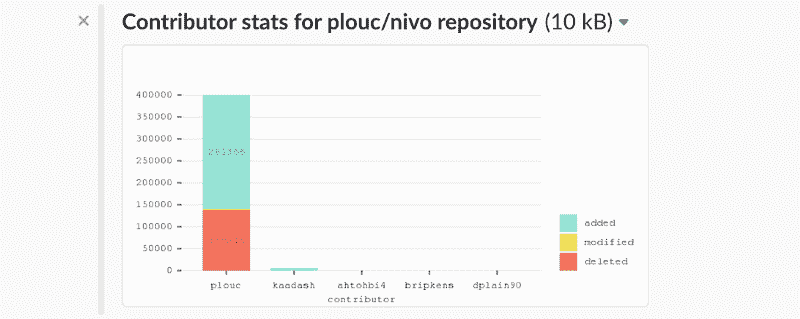 × Contributor stats for plouc/nivo repository (10 kB) ▾
400000
350000
300000
250000
200000
150000
100000
50000
0
added
modified
deleted
plouc kaadash ahtohbi4 bripkens dplain90
contributor